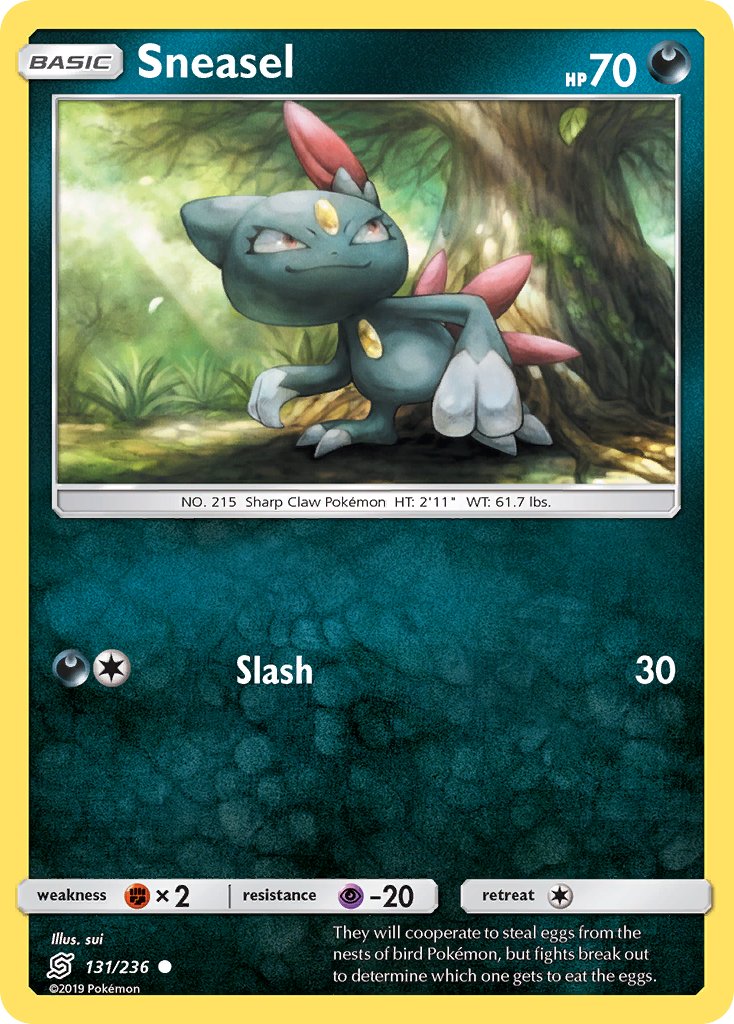 BASIC Sneasel HP70
NO. 215 Sharp Claw Pokémon HT: 2'11" WT: 61.7 lbs.
Slash 30
weakness ×2 resistance -20 retreat
Illus. sui
131/236
©2019 Pokémon
They will cooperate to steal eggs from the
nests of bird Pokémon, but fights break out
to determine which one gets to eat the eggs.